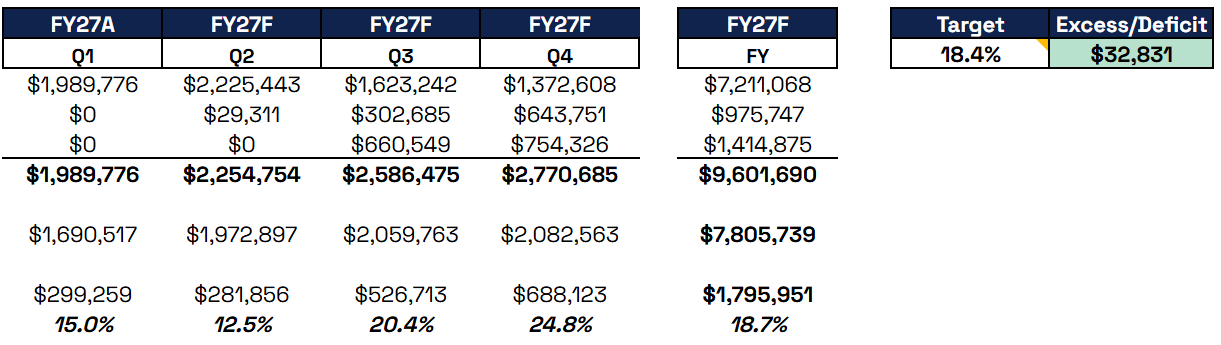 FY27A FY27F FY27F FY27F FY27F Target Excess/Deficit
Q1 Q2 Q3 Q4 FY 18.4% $32,831
$1,989,776 $2,225,443 $1,623,242 $1,372,608 $7,211,068
$0 $29,311 $302,685 $643,751 $975,747
$0 $0 $660,549 $754,326 $1,414,875
$1,989,776 $2,254,754 $2,586,475 $2,770,685 $9,601,690
$1,690,517 $1,972,897 $2,059,763 $2,082,563 $7,805,739
$299,259 $281,856 $526,713 $688,123 $1,795,951
15.0% 12.5% 20.4% 24.8% 18.7%